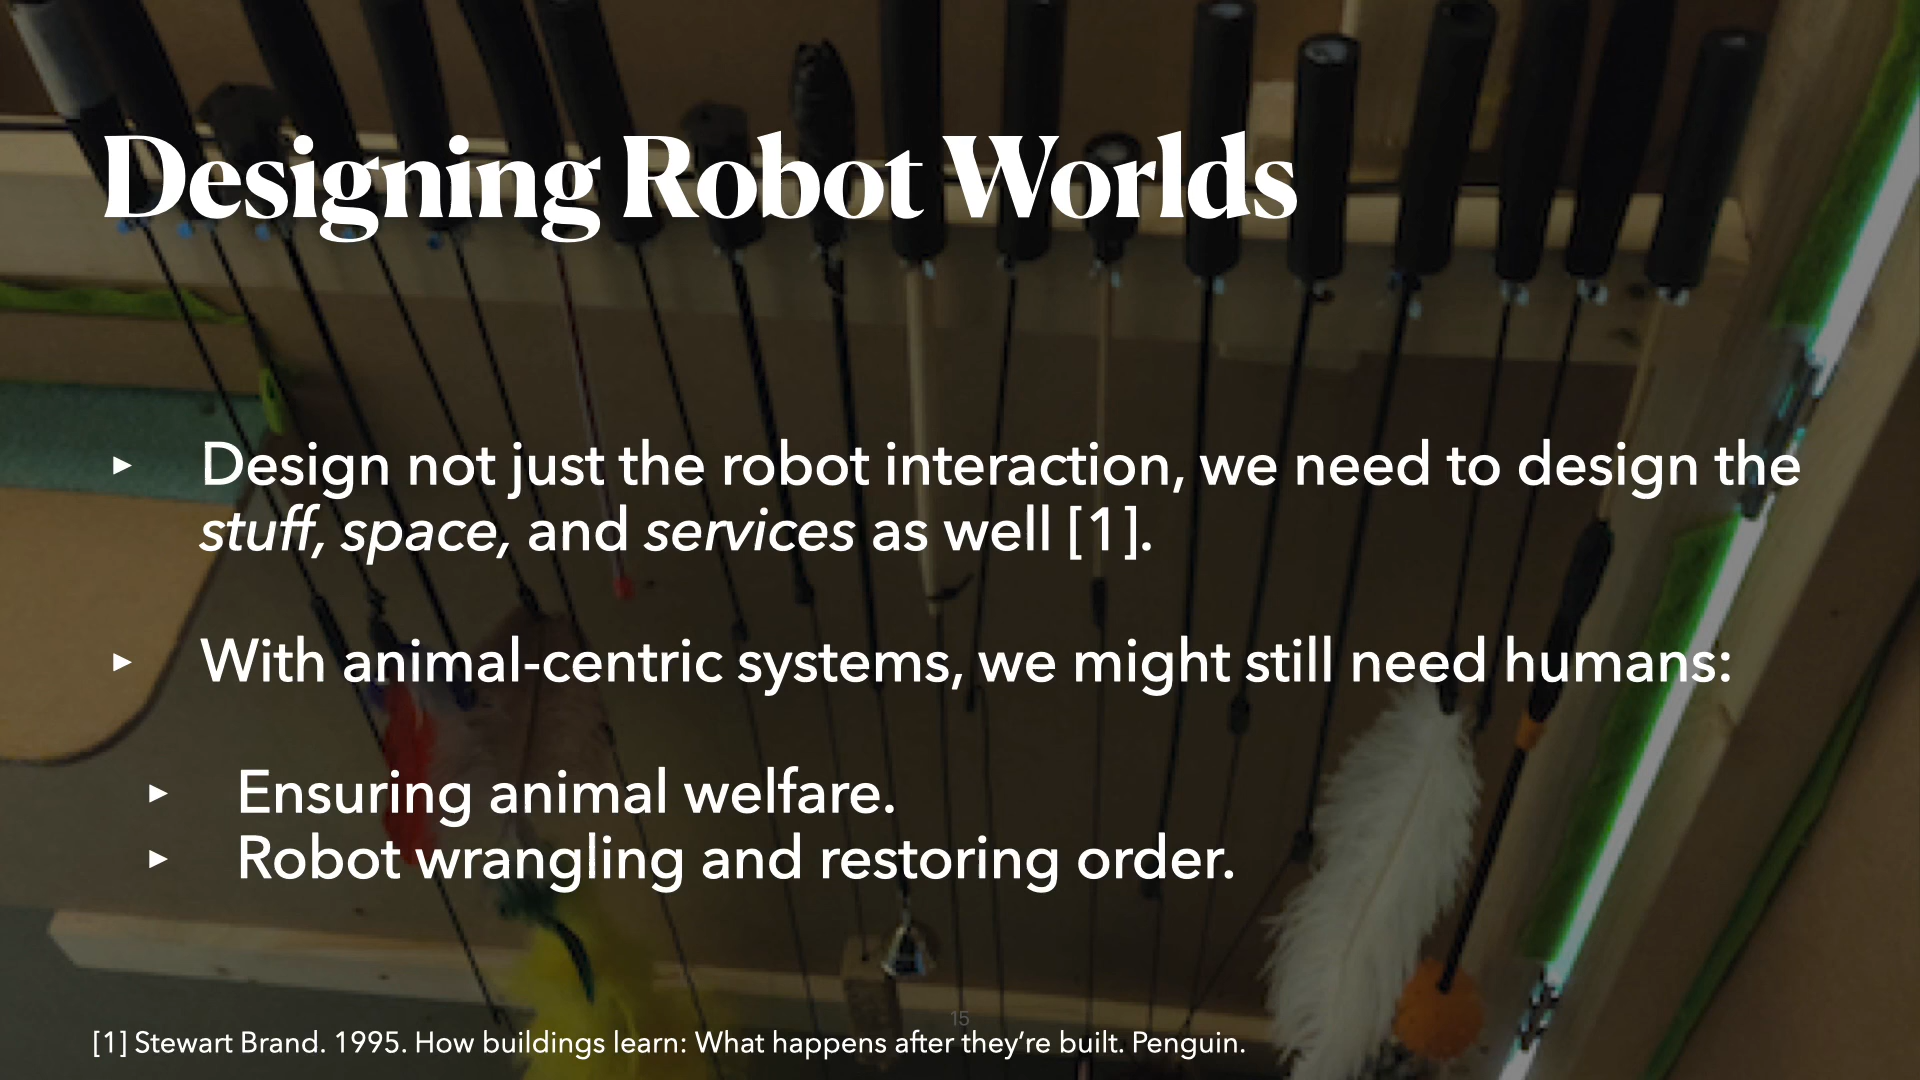 Designing Robot Worlds
▸ Design not just the robot interaction, we need to design the
stuff, space, and services as well [1].
▸ With animal-centric systems, we might still need humans:
▸ Ensuring animal welfare.
▸ Robot wrangling and restoring order.
15
[1] Stewart Brand. 1995. How buildings learn: What happens after they’re built. Penguin.